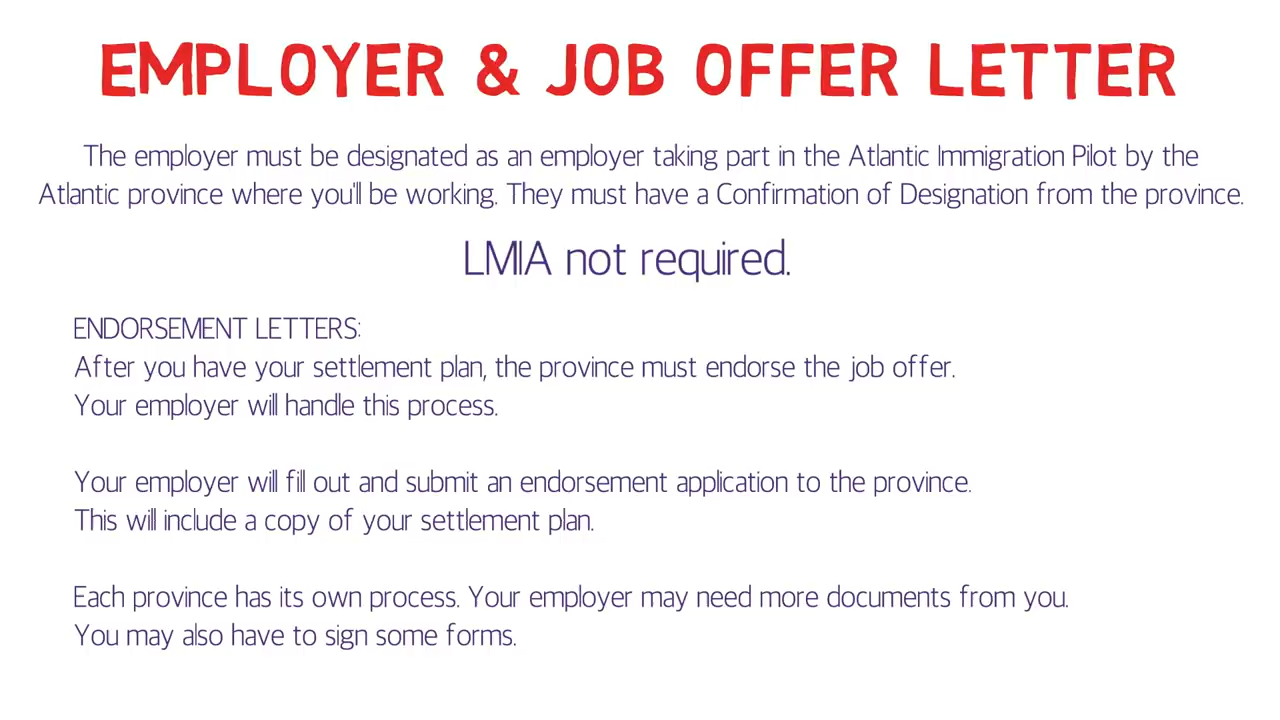 EMPLOYER & JOB OFFER LETTER
The employer must be designated as an employer taking part in the Atlantic Immigration Pilot by the
Atlantic province where you'll be working. They must have a Confirmation of Designation from the province.
LMIA not required.
ENDORSEMENT LETTERS:
After you have your settlement plan, the province must endorse the job offer.
Your employer will handle this process.
Your employer will fill out and submit an endorsement application to the province.
This will include a copy of your settlement plan.
Each province has its own process. Your employer may need more documents from you.
You may also have to sign some forms.